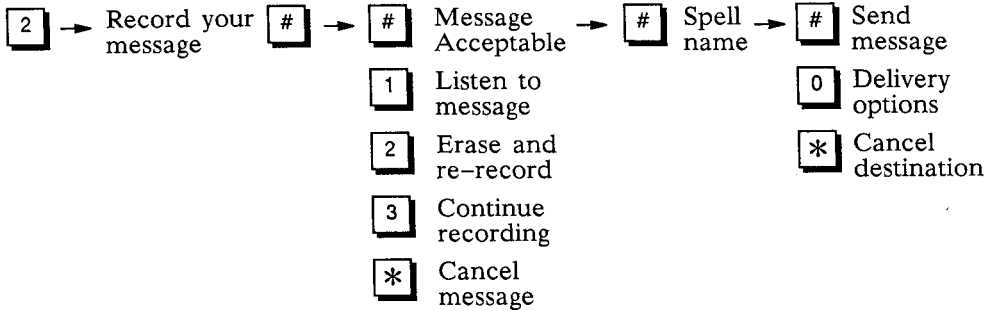 2 → Record your message # → # Message Acceptable → # Spell name → # Send message
1 Listen to message
0 Delivery options
2 Erase and re-record
* Cancel destination
3 Continue recording
* Cancel message